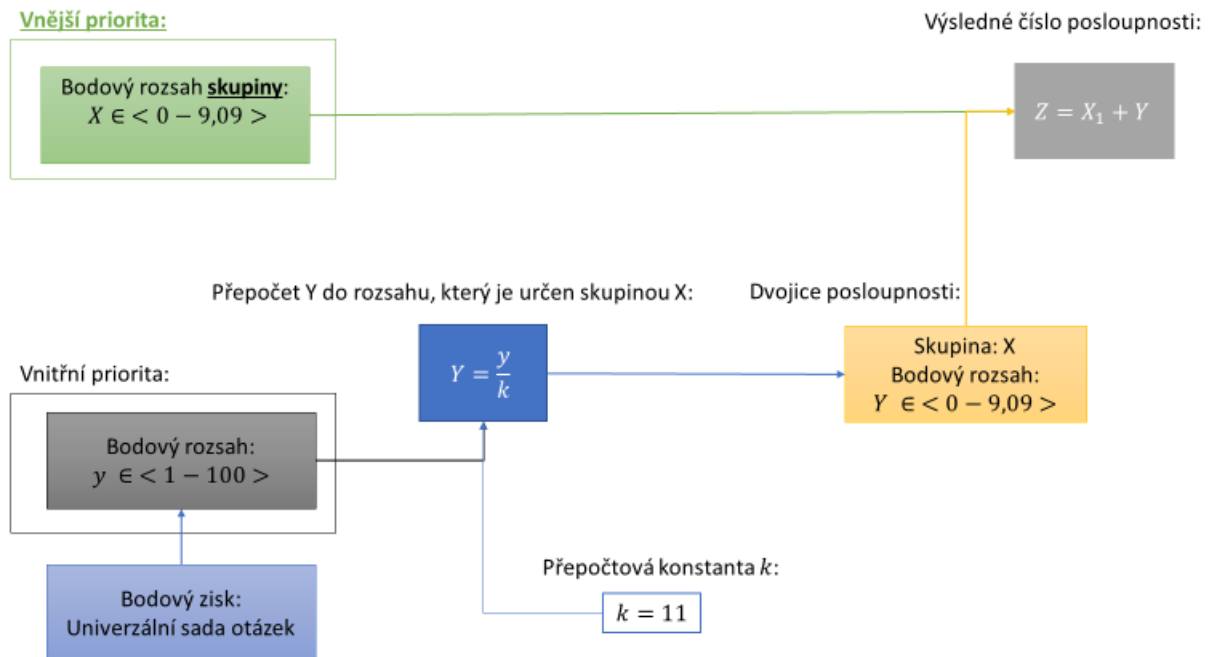 Vnější priorita:
Výsledné číslo posloupnosti:
Bodový rozsah skupiny:
X ∈ < 0 − 9,09 >
Z = X₁ + Y
Přepočet Y do rozsahu, který je určen skupinou X:
Dvojice posloupnosti:
Vnitřní priorita:
Y = y/k
Skupina: X
Bodový rozsah:
Y ∈ < 0 − 9,09 >
Bodový rozsah:
y ∈ < 1 − 100 >
Přepočtová konstanta k:
k = 11
Bodový zisk:
Univerzální sada otázek